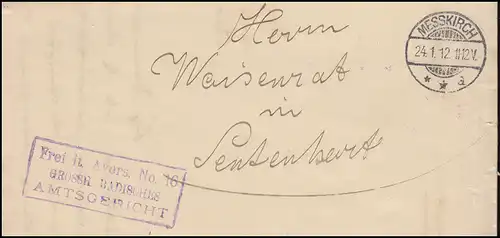 Herrn
Waisenrat
in
Sentenhart
MESSKIRCH
24.1.12.11-12V.
* * a
Frei lt. Avers. No. 16
GROSSH. BADISCHES
AMTSGERICHT